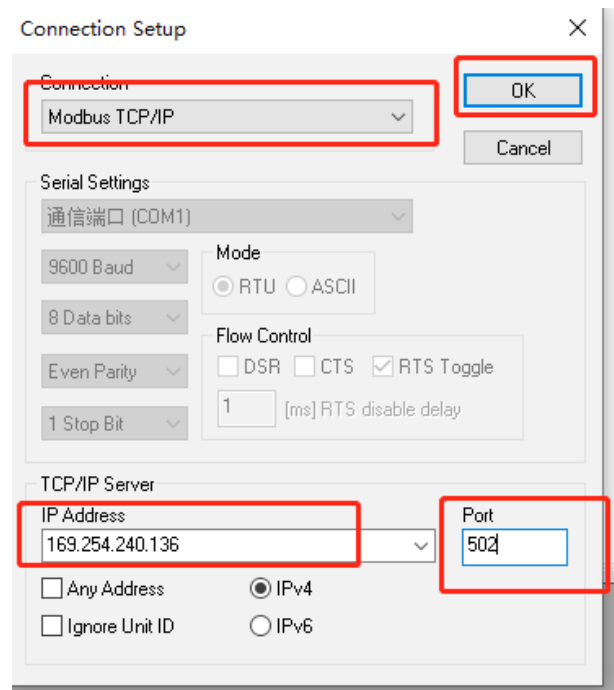 Connection Setup
Connection
OK
Modbus TCP/IP
Cancel
Serial Settings
通信端口 (COM1)
Mode
9600 Baud
RTU
ASCII
8 Data bits
Flow Control
DSR
CTS
RTS Toggle
Even Parity
1
[ms] RTS disable delay
1 Stop Bit
TCP/IP Server
IP Address
Port
169.254.240.136
502
Any Address
IPv4
Ignore Unit ID
IPv6